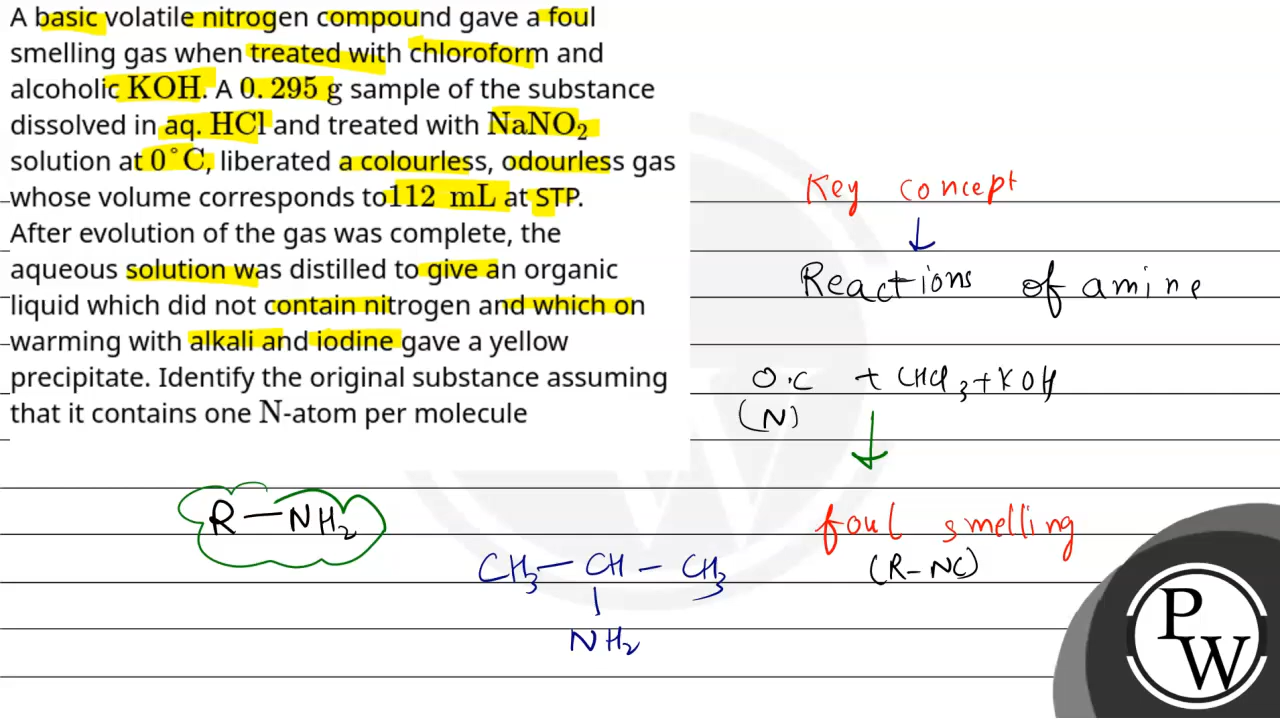 A basic volatile nitrogen compound gave a foul
smelling gas when treated with chloroform and
alcoholic KOH. A 0.295 g sample of the substance
dissolved in aq. HCl and treated with NaNO₂
solution at 0°C, liberated a colourless, odourless gas
whose volume corresponds to 112 mL at STP.
After evolution of the gas was complete, the
aqueous solution was distilled to give an organic
liquid which did not contain nitrogen and which on
warming with alkali and iodine gave a yellow
precipitate. Identify the original substance assuming
that it contains one N-atom per molecule
Key concept
↓
Reactions of amine
O.C + CHCl₃ + KOH
(N)
↓
foul smelling
(R-NC)
R-NH₂
CH₃-CH-CH₃
|
NH₂
P
W